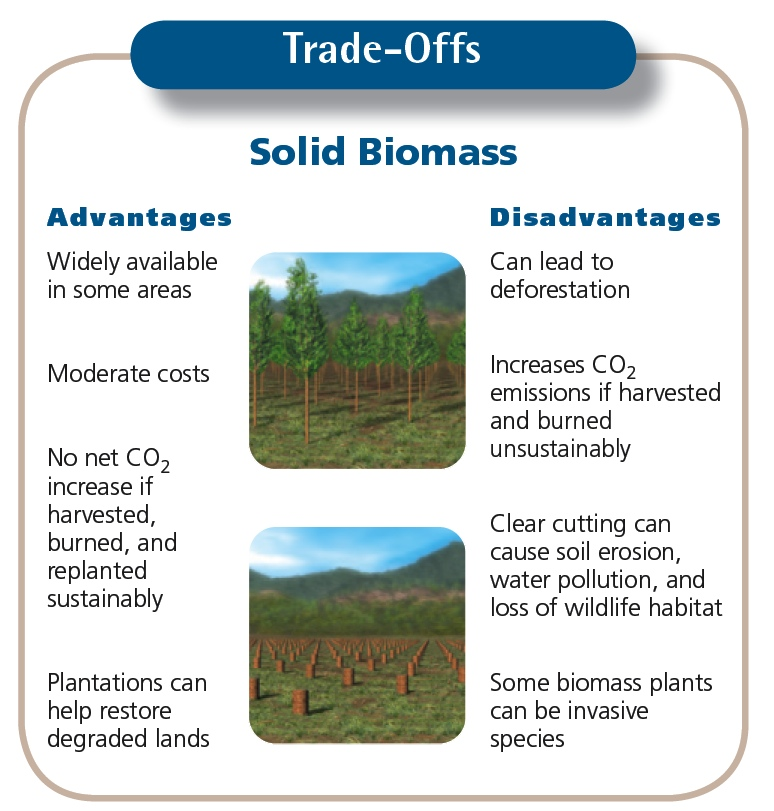 Trade-Offs
Solid Biomass
Advantages
Widely available
in some areas
Moderate costs
No net CO₂
increase if
harvested,
burned, and
replanted
sustainably
Plantations can
help restore
degraded lands
Disadvantages
Can lead to
deforestation
Increases CO₂
emissions if harvested
and burned
unsustainably
Clear cutting can
cause soil erosion,
water pollution, and
loss of wildlife habitat
Some biomass plants
can be invasive
species